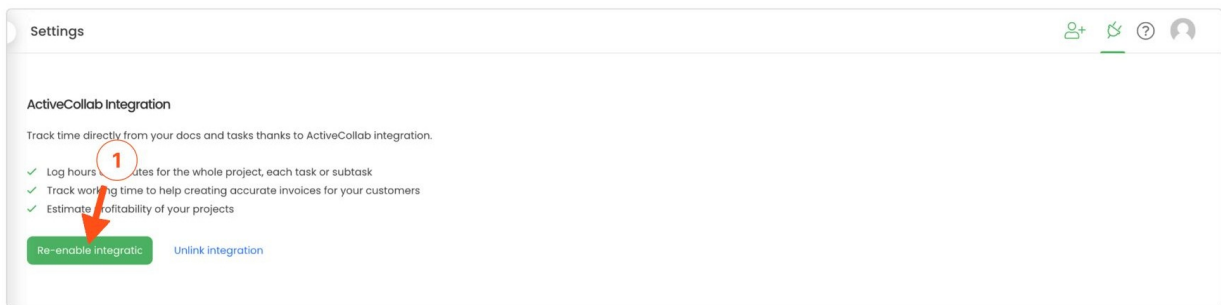 Settings
ActiveCollab Integration
Track time directly from your docs and tasks thanks to ActiveCollab integration.
1
Log hours utes for the whole project, each task or subtask
Track working time to help creating accurate invoices for your customers
Estimate profitability of your projects
Re-enable integratic
Unlink integration